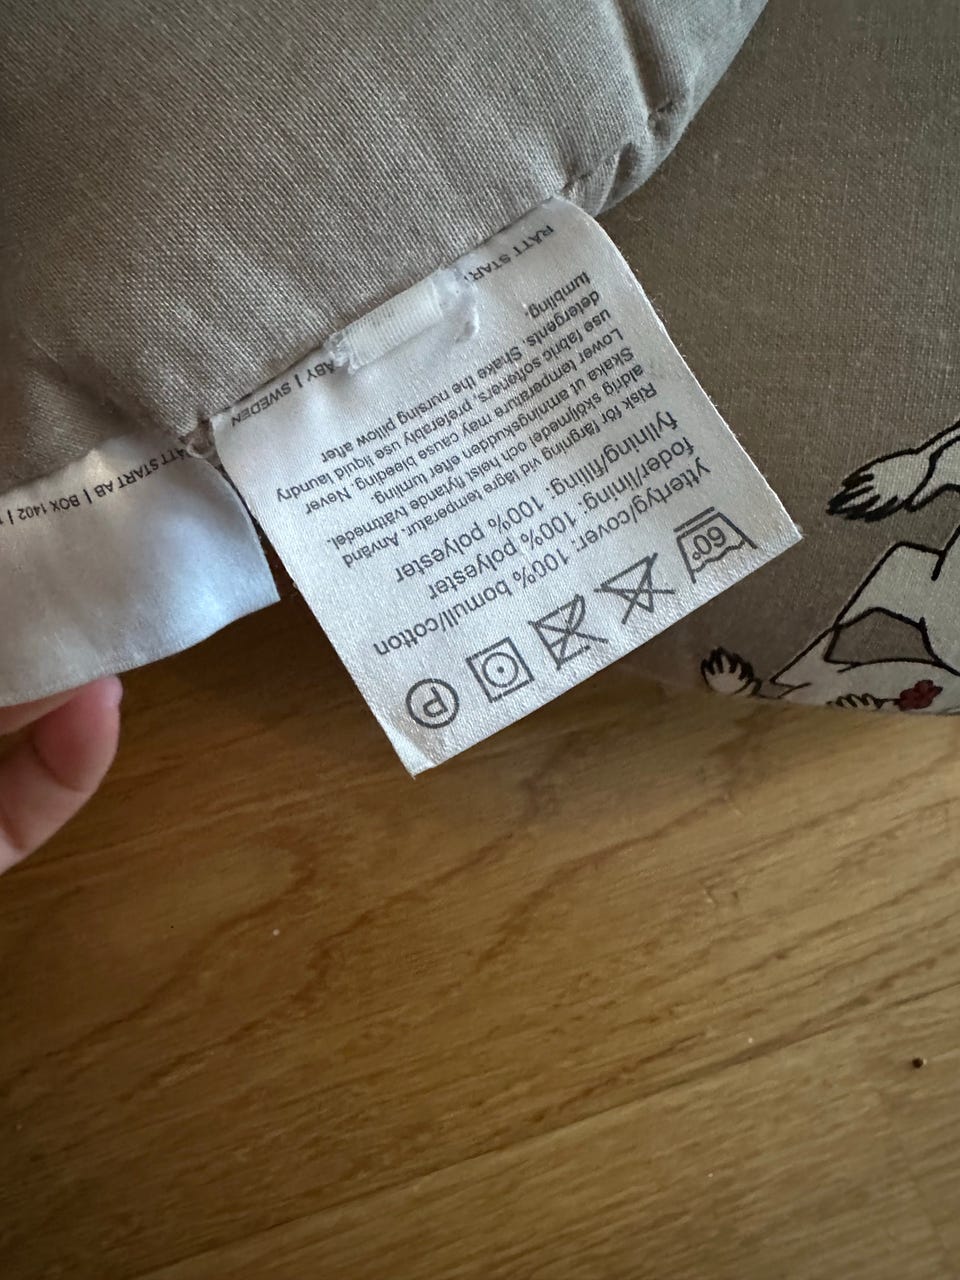 60°
P
yttertyg/cover: 100% bomull/cotton
foder/lining: 100% polyester
fyllning/filling: 100% polyester
Risk för färgning vid lägre temperatur. Använd
aldrig sköljmedel och helst flytande tvättmedel.
Skaka ut amningskudden efter tumling.
Lower temperature may cause bleeding. Never
use fabric softeners, preferably use liquid laundry
detergents. Shake the nursing pillow after
tumbling.
RÄTT START ÄBY | SWEDEN
RÄTT START AB | BOX 1402 |